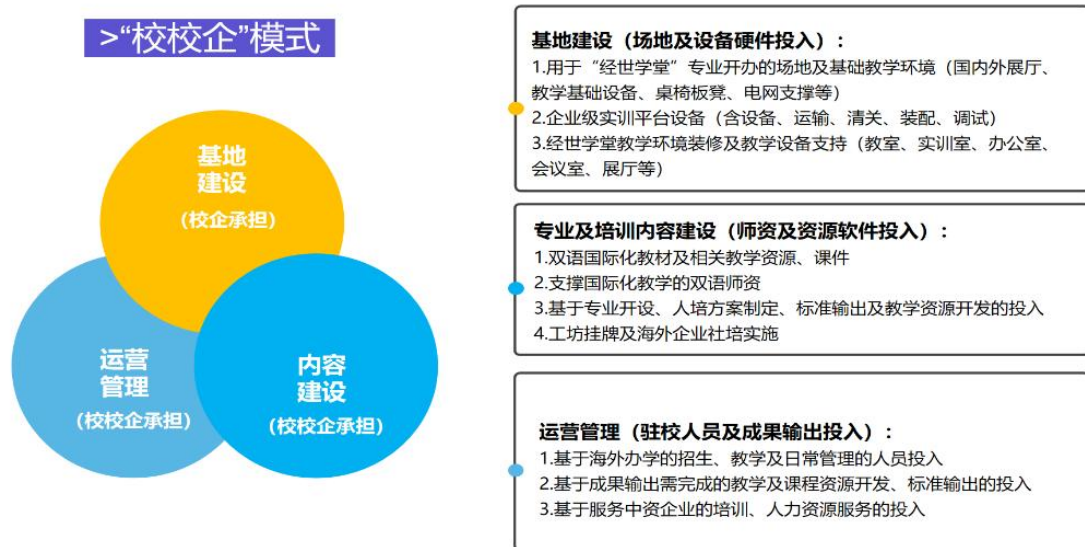 >“校校企”模式
基地
建设
(校企承担)
运营
管理
(校校企承担)
内容
建设
(校校企承担)
基地建设（场地及设备硬件投入）：
1.用于“经世学堂”专业开办的场地及基础教学环境（国内外展厅、
教学基础设备、桌椅板凳、电网支撑等）
2.企业级实训平台设备（含设备、运输、清关、装配、调试）
3.经世学堂教学环境装修及教学设备支持（教室、实训室、办公室、
会议室、展厅等）
专业及培训内容建设（师资及资源软件投入）：
1.双语国际化教材及相关教学资源、课件
2.支撑国际化教学的双语师资
3.基于专业开设、人培方案制定、标准输出及教学资源开发的投入
4.工坊挂牌及海外企业社培实施
运营管理（驻校人员及成果输出投入）：
1.基于海外办学的招生、教学及日常管理的人员投入
2.基于成果输出需完成的教学及课程资源开发、标准输出的投入
3.基于服务中资企业的培训、人力资源服务的投入